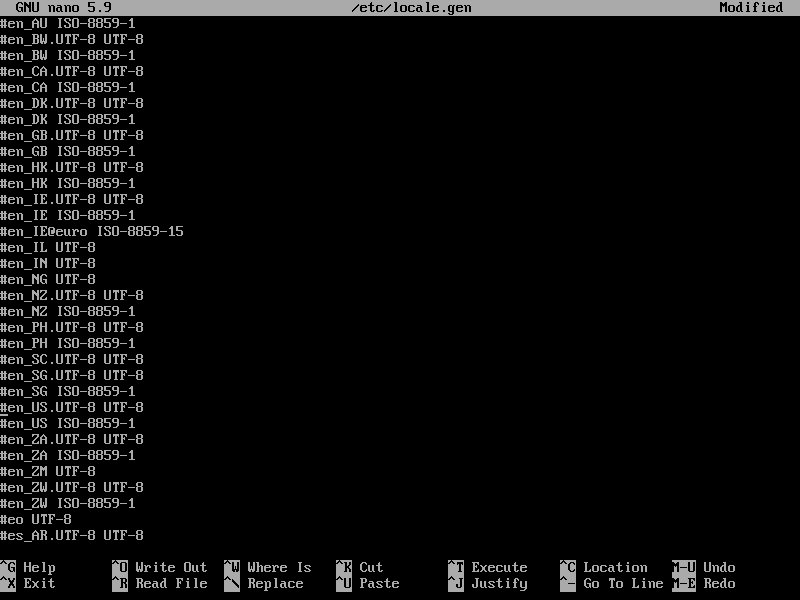 GNU nano 5.9 /etc/locale.gen Modified
#en_AU ISO-8859-1
#en_BW.UTF-8 UTF-8
#en_BW ISO-8859-1
#en_CA.UTF-8 UTF-8
#en_CA ISO-8859-1
#en_DK.UTF-8 UTF-8
#en_DK ISO-8859-1
#en_GB.UTF-8 UTF-8
#en_GB ISO-8859-1
#en_HK.UTF-8 UTF-8
#en_HK ISO-8859-1
#en_IE.UTF-8 UTF-8
#en_IE ISO-8859-1
#en_IE@euro ISO-8859-15
#en_IL UTF-8
#en_IN UTF-8
#en_NG UTF-8
#en_NZ.UTF-8 UTF-8
#en_NZ ISO-8859-1
#en_PH.UTF-8 UTF-8
#en_PH ISO-8859-1
#en_SC.UTF-8 UTF-8
#en_SG.UTF-8 UTF-8
#en_SG ISO-8859-1
#en_US.UTF-8 UTF-8
#en_US ISO-8859-1
#en_ZA.UTF-8 UTF-8
#en_ZA ISO-8859-1
#en_ZM UTF-8
#en_ZW.UTF-8 UTF-8
#en_ZW ISO-8859-1
#eo UTF-8
#es_AR.UTF-8 UTF-8
^G Help ^O Write Out ^W Where Is ^K Cut ^T Execute ^C Location M-U Undo
^X Exit ^R Read File ^\ Replace ^U Paste ^J Justify ^- Go To Line M-E Redo